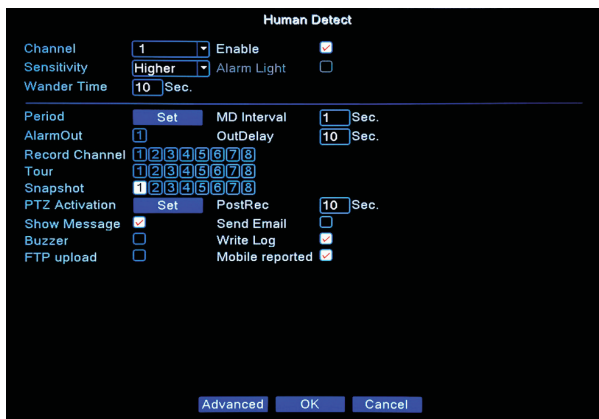 Human Detect
Channel 1 Enable
Sensitivity Higher Alarm Light
Wander Time 10 Sec.
Period Set MD Interval 1 Sec.
AlarmOut 1 OutDelay 10 Sec.
Record Channel 1 2 3 4 5 6 7 8
Tour 1 2 3 4 5 6 7 8
Snapshot 1 2 3 4 5 6 7 8
PTZ Activation Set PostRec 10 Sec.
Show Message Send Email
Buzzer Write Log
FTP upload Mobile reported
Advanced OK Cancel